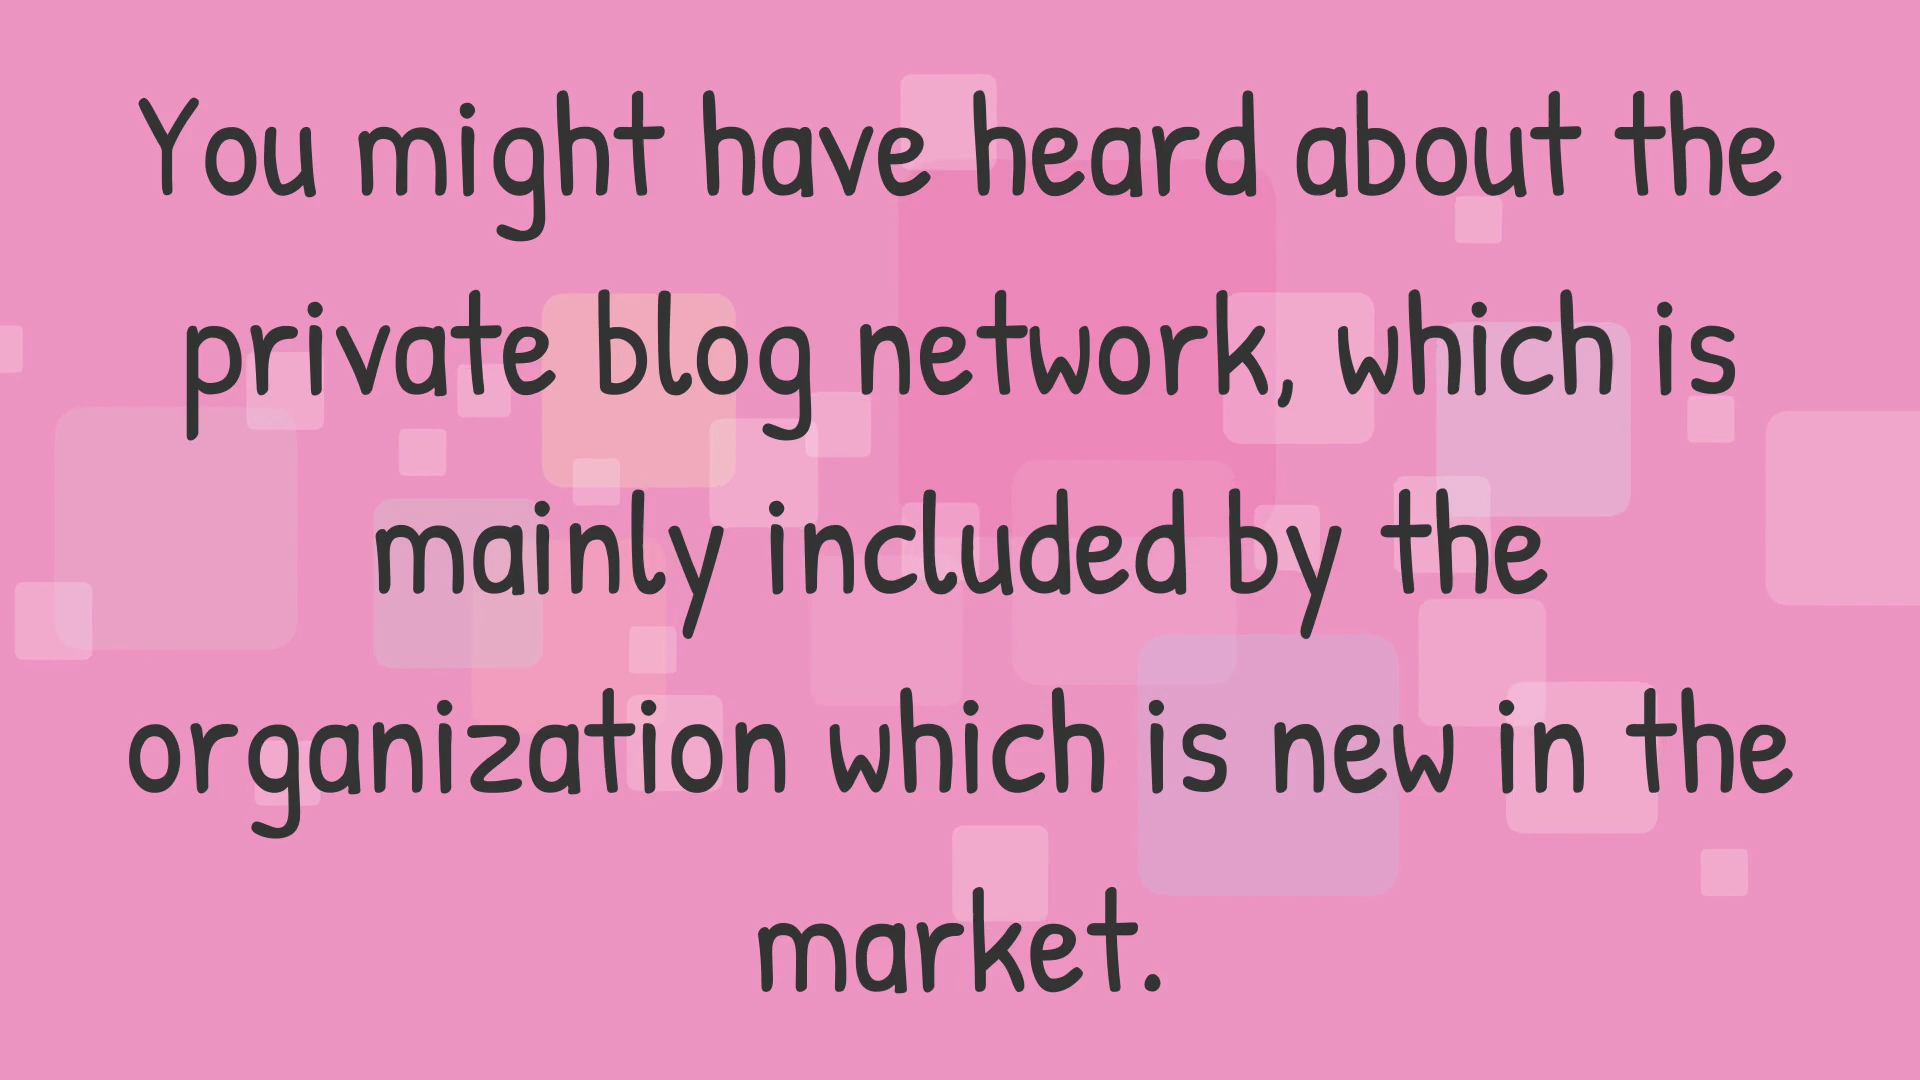 You might have heard about the
private blog network, which is
mainly included by the
organization which is new in the
market.